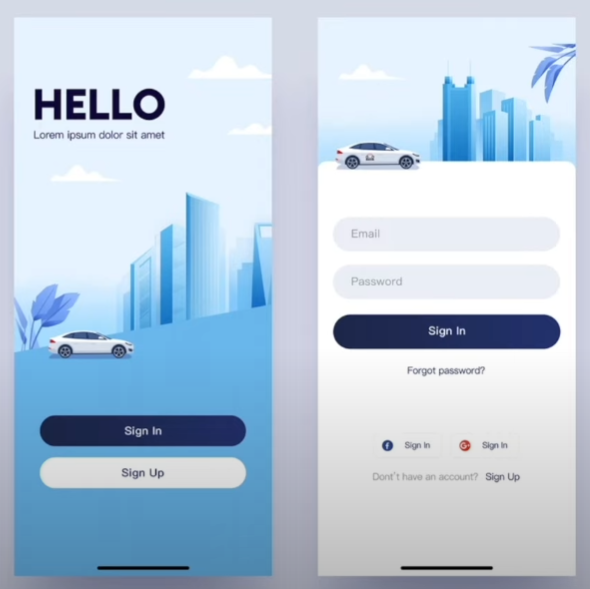 HELLO
Lorem ipsum dolor sit amet
Sign In
Sign Up
Email
Password
Sign In
Forgot password?
Sign In
G+ Sign In
Dont't have an account? Sign Up